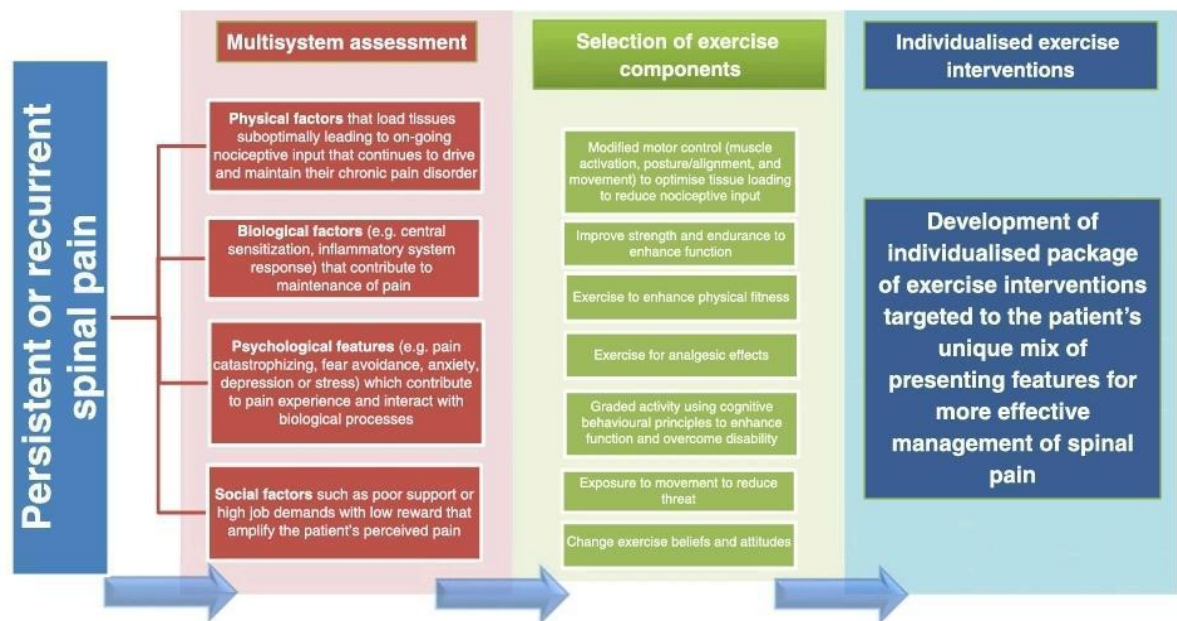 Persistent or recurrent
spinal pain
Multisystem assessment
Physical factors that load tissues
suboptimally leading to on-going
nociceptive input that continues to drive
and maintain their chronic pain disorder
Biological factors (e.g. central
sensitization, inflammatory system
response) that contribute to
maintenance of pain
Psychological features (e.g. pain
catastrophizing, fear avoidance, anxiety,
depression or stress) which contribute
to pain experience and interact with
biological processes
Social factors such as poor support or
high job demands with low reward that
amplify the patient's perceived pain
Selection of exercise
components
Modified motor control (muscle
activation, posture/alignment, and
movement) to optimise tissue loading
to reduce nociceptive input
Improve strength and endurance to
enhance function
Exercise to enhance physical fitness
Exercise for analgesic effects
Graded activity using cognitive
behavioural principles to enhance
function and overcome disability
Exposure to movement to reduce
threat
Change exercise beliefs and attitudes
Individualised exercise
interventions
Development of
individualised package
of exercise interventions
targeted to the patient's
unique mix of
presenting features for
more effective
management of spinal
pain